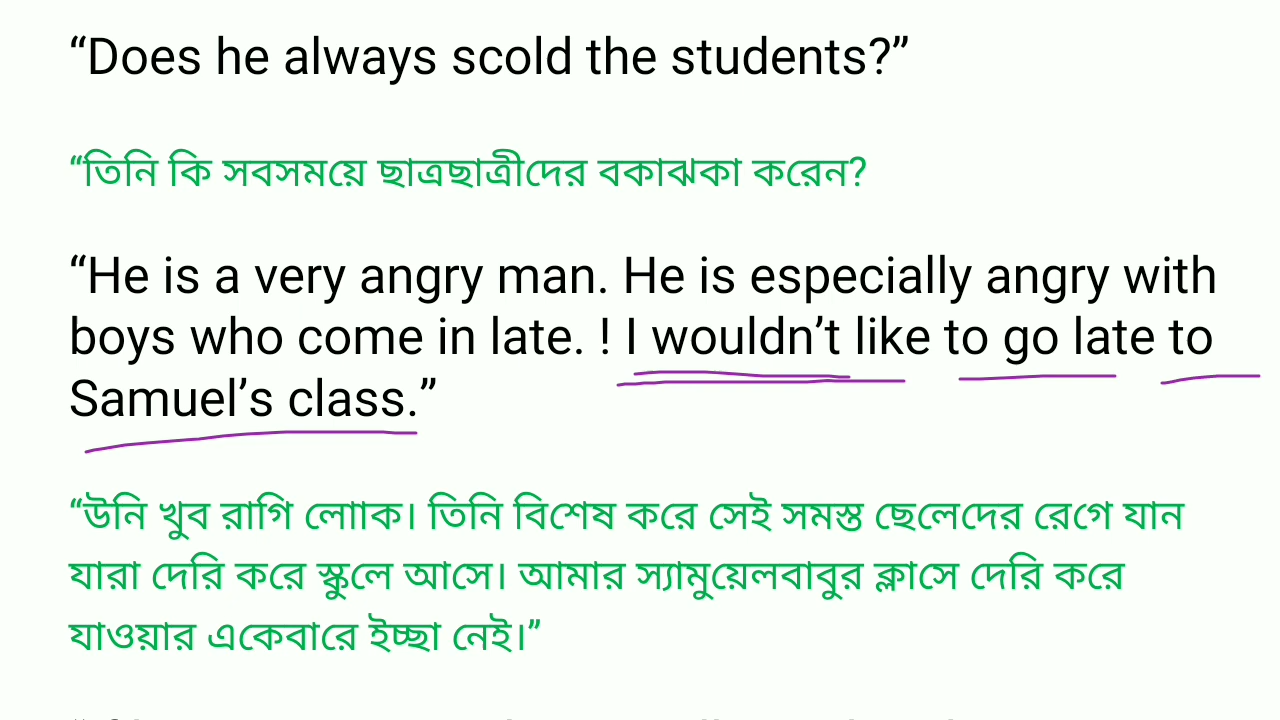 “Does he always scold the students?”
“তিনি কি সবসময়ে ছাত্রছাত্রীদের বকাঝকা করেন?
“He is a very angry man. He is especially angry with
boys who come in late. ! I wouldn’t like to go late to
Samuel’s class.”
“উনি খুব রাগি লোাক। তিনি বিশেষ করে সেই সমস্ত ছেলেদের রেগে যান
যারা দেরি করে স্কুলে আসে। আমার স্যামুয়েলবাবুর ক্লাসে দেরি করে
যাওয়ার একেবারে ইচ্ছা নেই।”